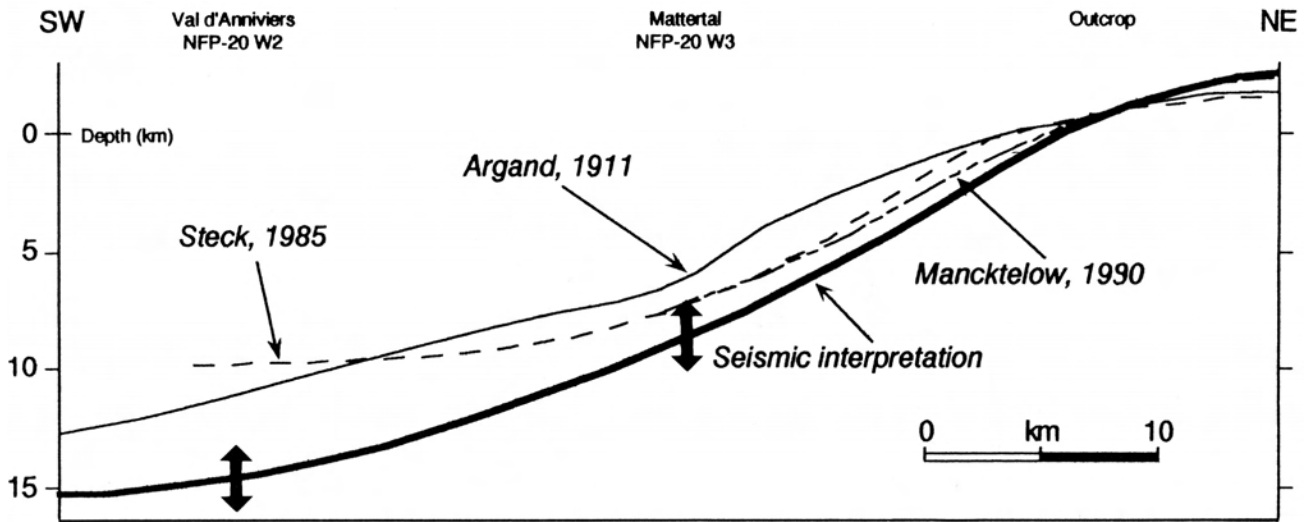 SW
Val d'Anniviers
NFP-20 W2
Mattertal
NFP-20 W3
Outcrop
NE
0
Depth (km)
Argand, 1911
Steck, 1985
5
Mancktelow, 1990
Seismic interpretation
10
0 km 10
15